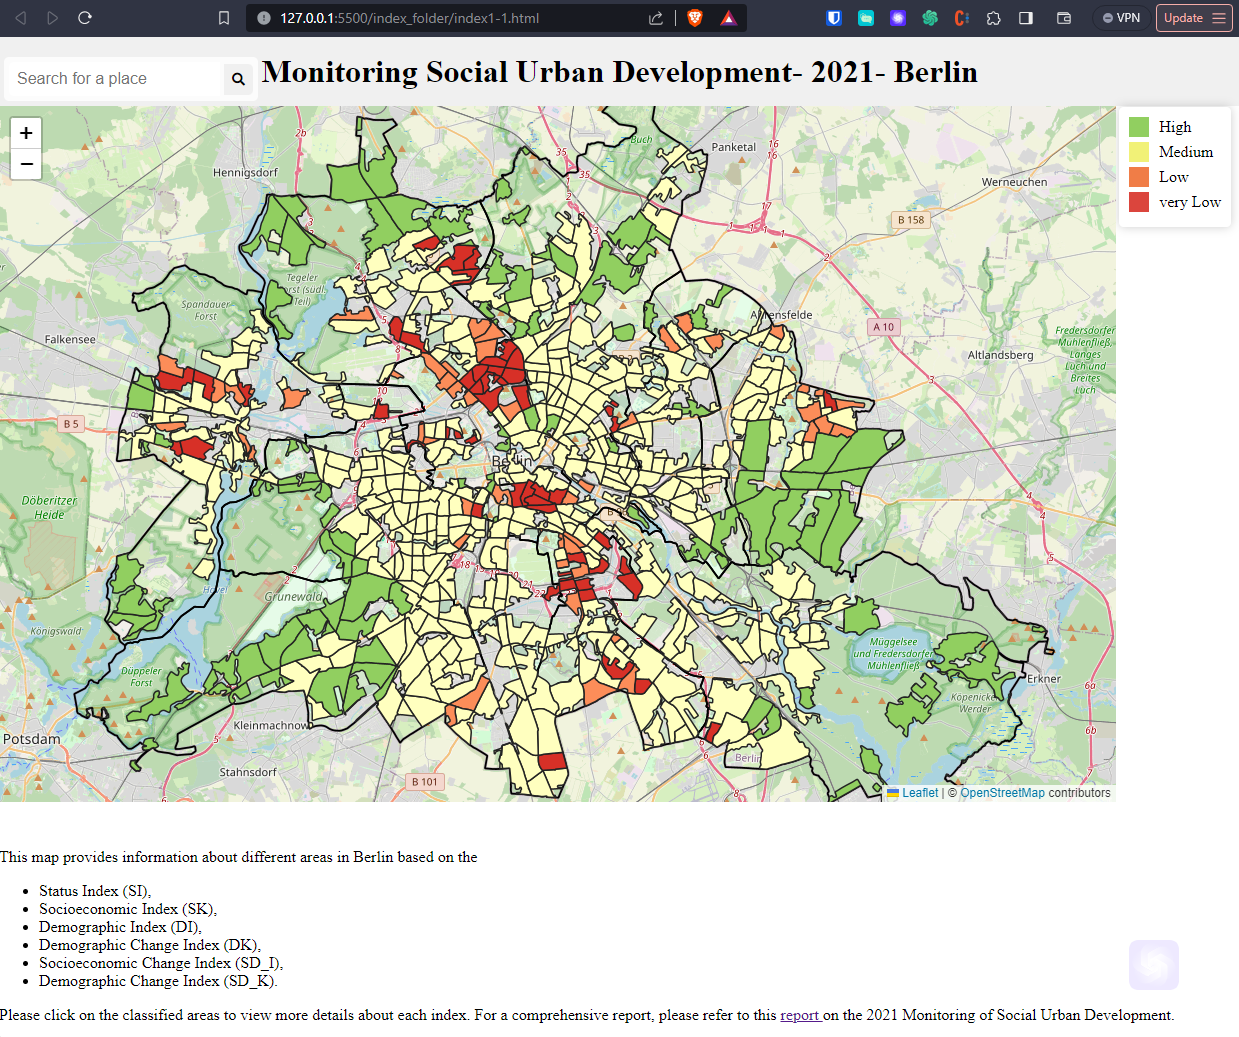 127.0.0.1:5500/index_folder/index1-1.html
VPN
Update
Search for a place
Monitoring Social Urban Development- 2021- Berlin
+
−
High
Medium
Low
very Low
Hennigsdorf
Buch
Panketal
Werneuchen
B 158
Tegeler
Spandauer
Forst
Falkensee
Ahrensfelde
A 10
Altlandsberg
Fredersdorfer
Mühlenfließ,
Langes
Luch und
Breites
Luch
B 5
Berlin
Döberitzer
Heide
Havel
Grunewald
Königswald
Düppeler
Forst
Müggelsee
und Fredersdorfer
Mühlenfließ
Erkner
Köpenicker
Werder
Potsdam
Kleinmachnow
Stahnsdorf
B 101
Berlin
Leaflet | © OpenStreetMap contributors
This map provides information about different areas in Berlin based on the
• Status Index (SI),
• Socioeconomic Index (SK),
• Demographic Index (DI),
• Demographic Change Index (DK),
• Socioeconomic Change Index (SD_I),
• Demographic Change Index (SD_K).
Please click on the classified areas to view more details about each index. For a comprehensive report, please refer to this report on the 2021 Monitoring of Social Urban Development.